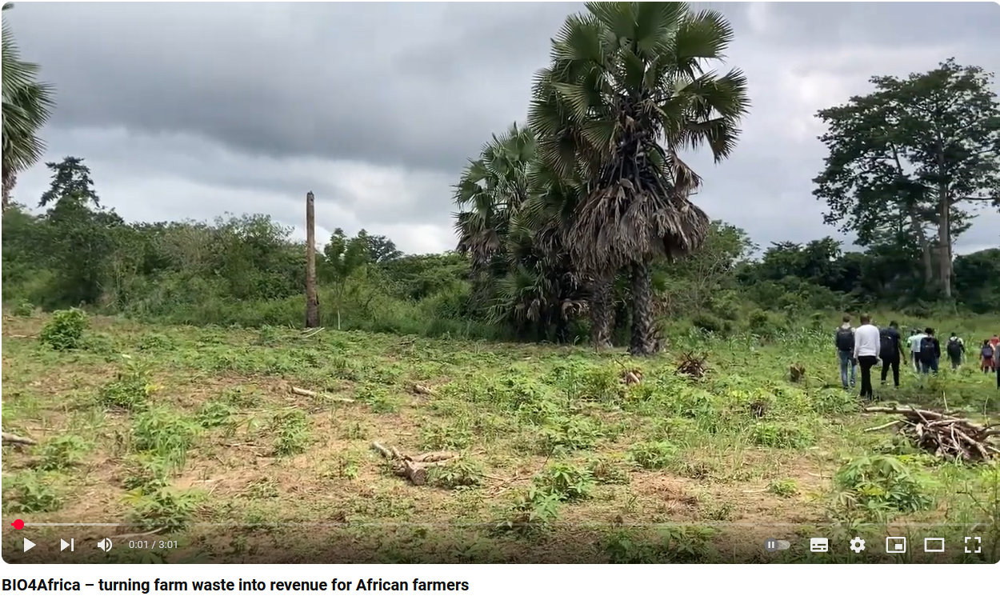 0:01 / 3:01
BIO4Africa – turning farm waste into revenue for African farmers